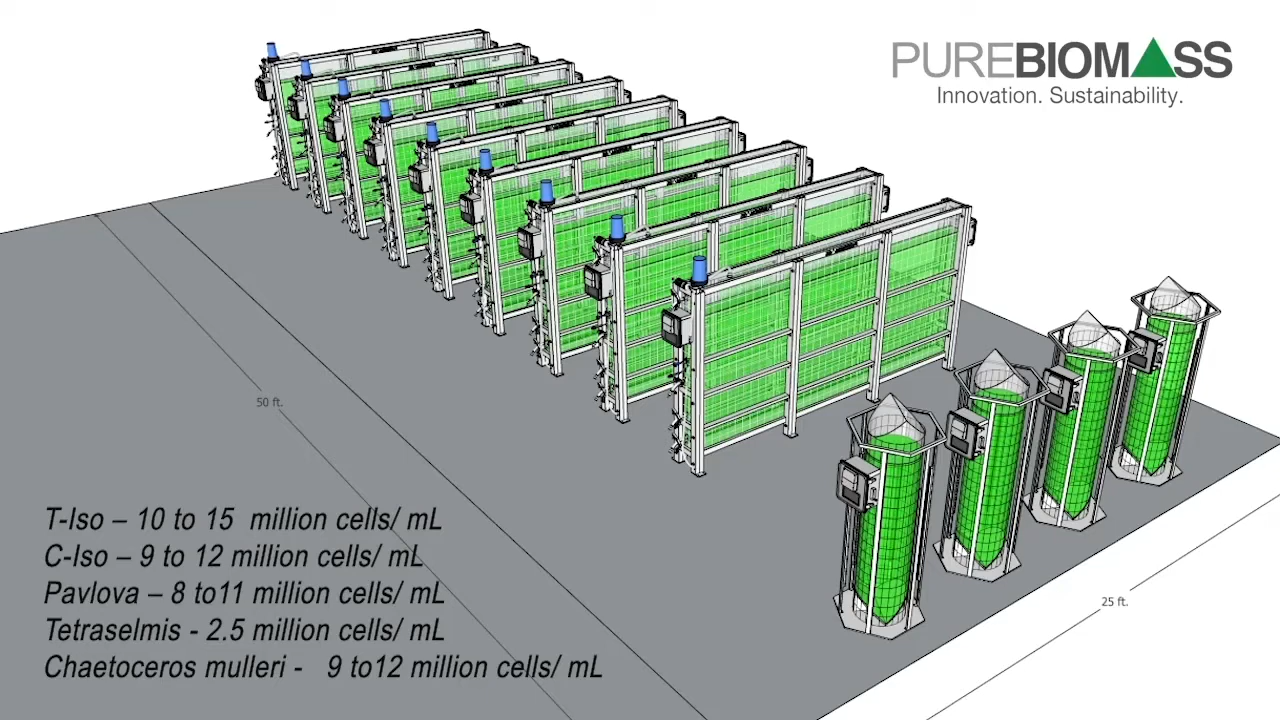 PUREBIOMASS
Innovation. Sustainability.
50 ft.
T-Iso – 10 to 15 million cells/ mL
C-Iso – 9 to 12 million cells/ mL
Pavlova – 8 to11 million cells/ mL
Tetraselmis - 2.5 million cells/ mL
Chaetoceros mulleri - 9 to12 million cells/ mL
25 ft.